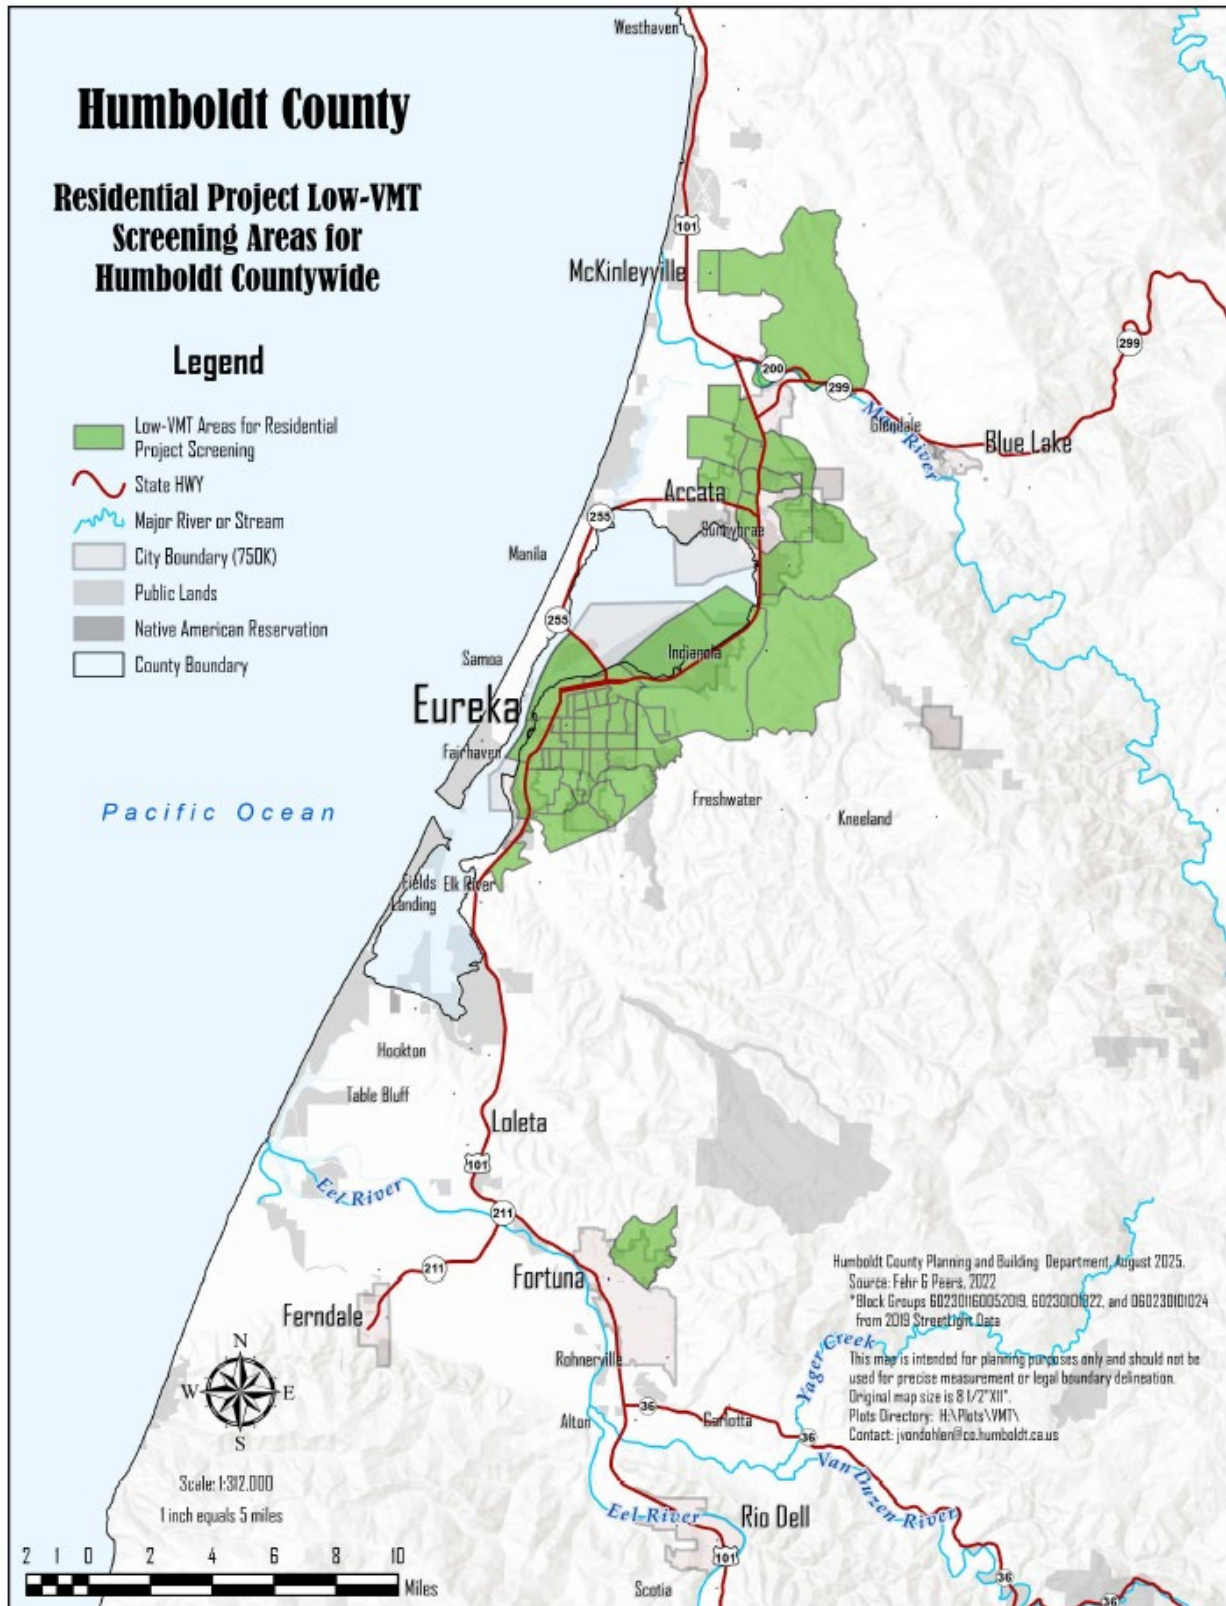 Westhaven
Humboldt County
Residential Project Low-VMT
Screening Areas for
Humboldt Countywide
101
McKinleyville
Legend
Low-VMT Areas for Residential
Project Screening
State HWY
Major River or Stream
City Boundary (750K)
Public Lands
Native American Reservation
County Boundary
299
200
299
Mad River
Glendale
Blue Lake
Arcata
255
Sunnybrae
Manila
255
Samoa
Indianola
Eureka
Fairhaven
Freshwater
Kneeland
Pacific Ocean
Fields
Landing
Elk River
Hookton
Table Bluff
Loleta
101
Eel River
211
211
Fortuna
Ferndale
Humboldt County Planning and Building Department, August 2025.
Source: Fehr & Peers, 2022
*Block Groups 602301160052019, and 060230101024
from 2019 StreetLight Data
Yager Creek
This map is intended for planning purposes only and should not be
used for precise measurement or legal boundary delineation.
Original map size is 8 1/2"X11".
Plots Directory: H:\Plots\VMT\
Contact: jvondohlen@co.humboldt.ca.us
N
W
E
S
Rohnerville
Alton
36
Carlotta
36
Van Duzen River
Scale: 1:312,000
1 inch equals 5 miles
Eel River
Rio Dell
101
Scotia
36
36
2 1 0 2 4 6 8 10
Miles